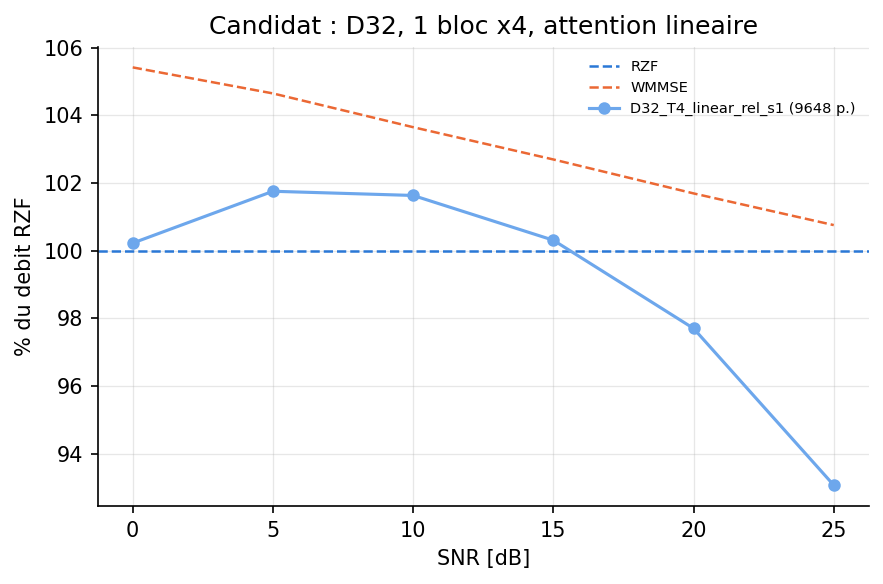 Candidat : D32, 1 bloc x4, attention lineaire
106
104
102
100
98
96
94
% du debit RZF
RZF
WMMSE
D32_T4_linear_rel_s1 (9648 p.)
0 5 10 15 20 25
SNR [dB]